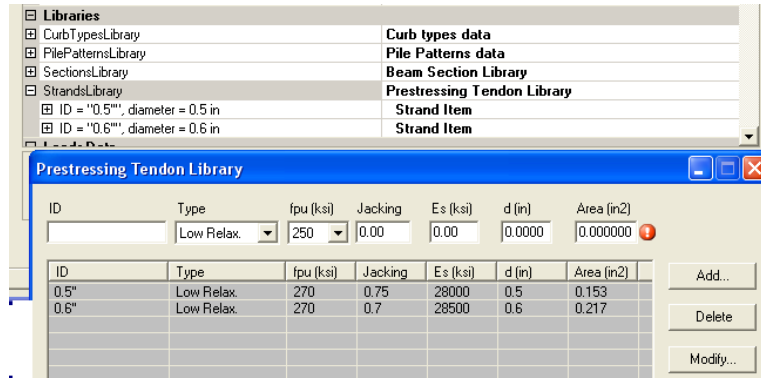 Libraries
CurbTypesLibrary Curb types data
PilePatternsLibrary Pile Patterns data
SectionsLibrary Beam Section Library
StrandsLibrary Prestressing Tendon Library
ID = "0.5"", diameter = 0.5 in Strand Item
ID = "0.6"", diameter = 0.6 in Strand Item
Prestressing Tendon Library
ID Type fpu (ksi) Jacking Es (ksi) d (in) Area (in2)
Low Relax. 250 0.00 0.00 0.0000 0.000000
ID Type fpu (ksi) Jacking Es (ksi) d (in) Area (in2) Add...
0.5" Low Relax. 270 0.75 28000 0.5 0.153
0.6" Low Relax. 270 0.7 28500 0.6 0.217
Delete
Modify...